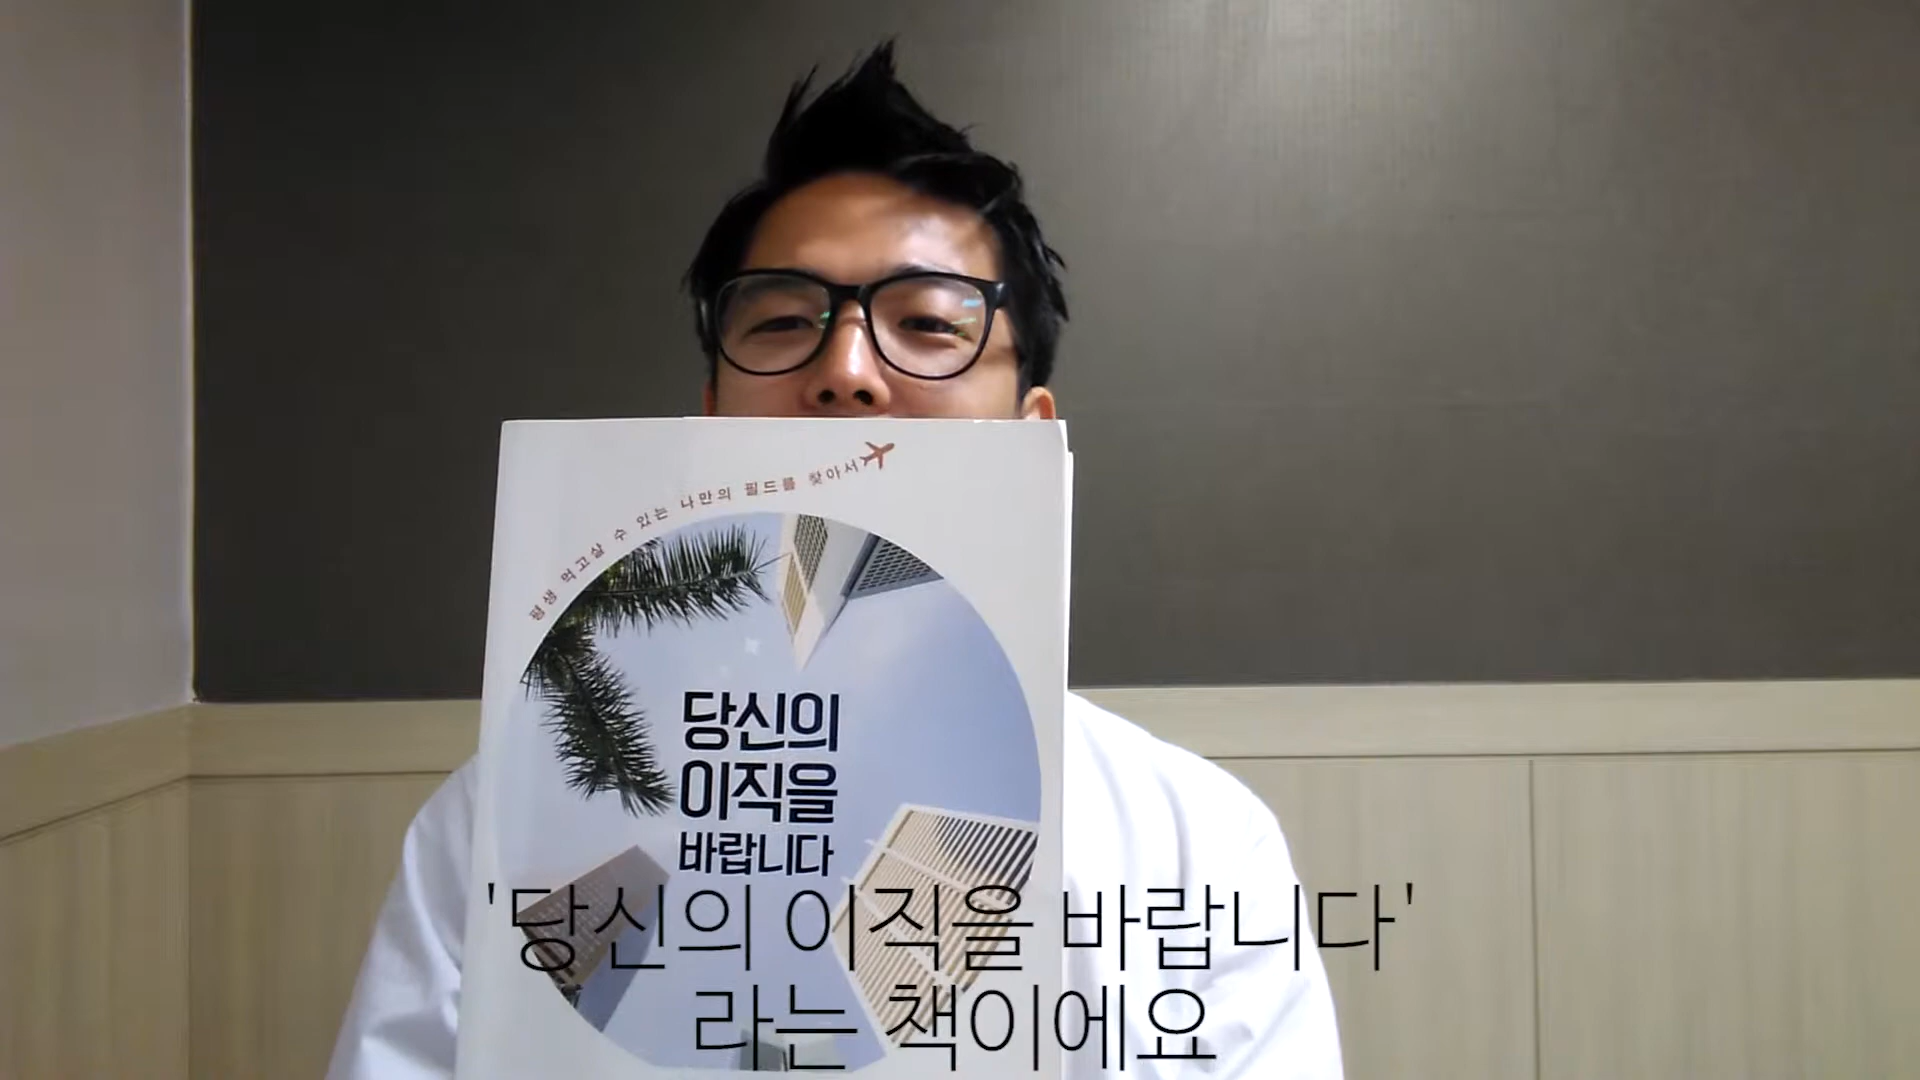 평생 먹고살 수 있는 나만의 필드를 찾아서
당신의
이직을
바랍니다
'당신의 이직을 바랍니다'
라는 책이에요